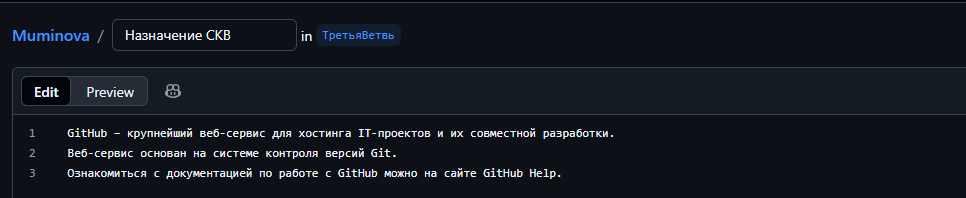 Muminova / Назначение СКВ in ТретьяВетвь
Edit Preview
1 GitHub – крупнейший веб-сервис для хостинга IT-проектов и их совместной разработки.
2 Веб-сервис основан на системе контроля версий Git.
3 Ознакомиться с документацией по работе с GitHub можно на сайте GitHub Help.